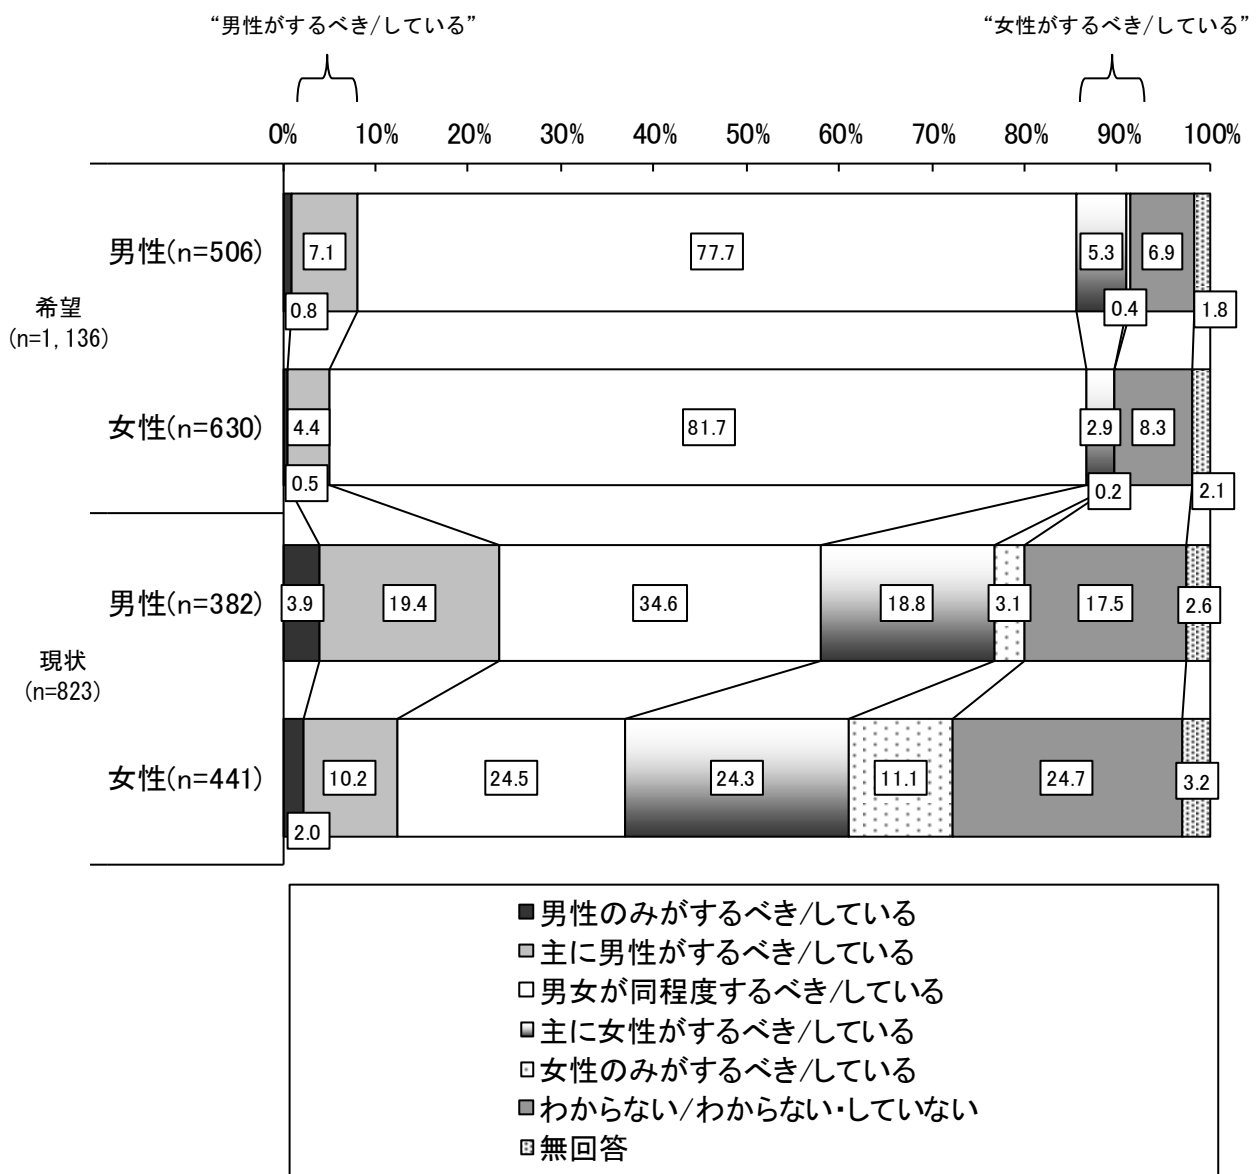 “男性がするべき/している” “女性がするべき/している”
0% 10% 20% 30% 40% 50% 60% 70% 80% 90% 100%
希望
(n=1,136)
男性(n=506)
0.8 7.1 77.7 5.3 0.4 6.9 1.8
女性(n=630)
0.5 4.4 81.7 2.9 0.2 8.3 2.1
現状
(n=823)
男性(n=382)
3.9 19.4 34.6 18.8 3.1 17.5 2.6
女性(n=441)
2.0 10.2 24.5 24.3 11.1 24.7 3.2
男性のみがするべき/している
主に男性がするべき/している
男女が同程度するべき/している
主に女性がするべき/している
女性のみがするべき/している
わからない/わからない・していない
無回答